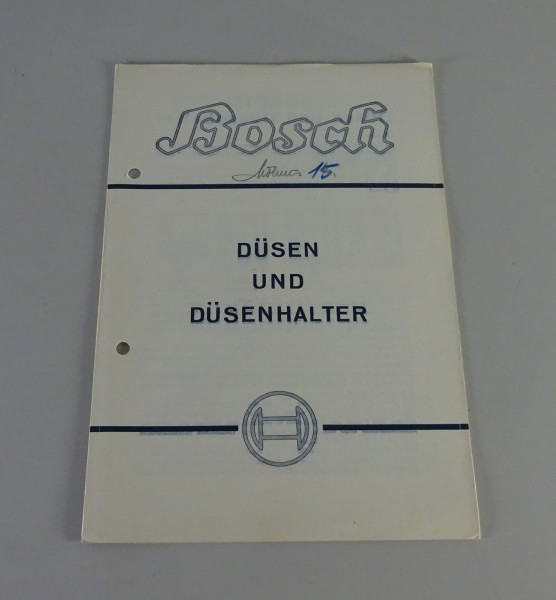 Bosch
15.
DÜSEN
UND
DÜSENHALTER